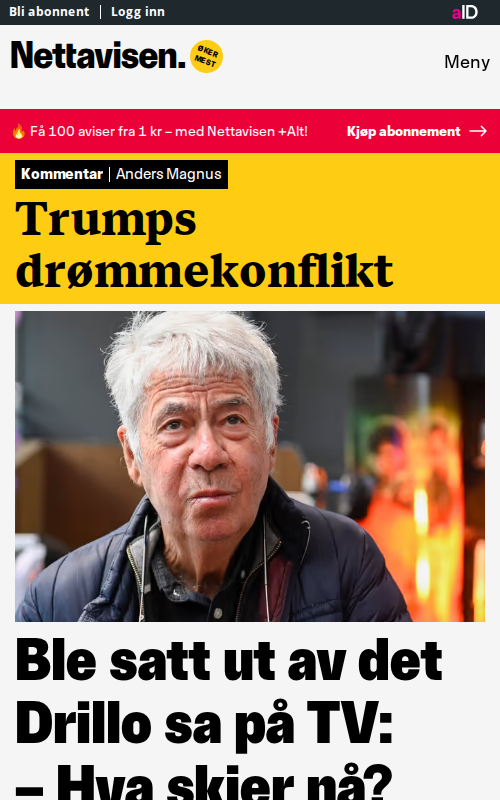 Bli abonnent | Logg inn
aID
Nettavisen.
ØKER
MEST
Meny
🔥 Få 100 aviser fra 1 kr – med Nettavisen +Alt!
Kjøp abonnement →
Kommentar | Anders Magnus
Trumps
drømmekonflikt
Ble satt ut av det
Drillo sa på TV:
– Hva skjer nå?